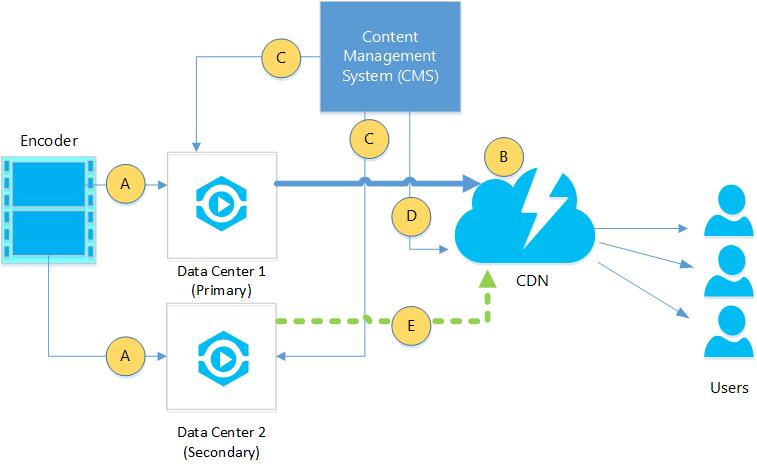 Content
Management
System (CMS)
C
C
Encoder
A
B
D
Data Center 1
(Primary)
CDN
E
A
Data Center 2
(Secondary)
Users